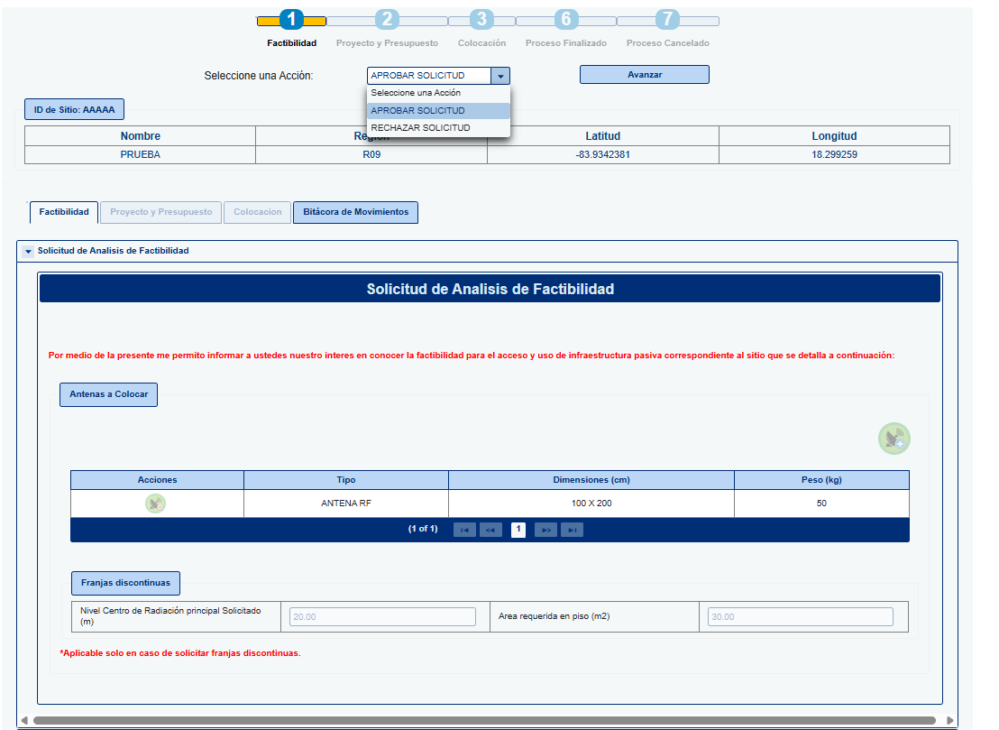 1 2 3 6 7
Factibilidad Proyecto y Presupuesto Colocación Proceso Finalizado Proceso Cancelado
Seleccione una Acción: APROBAR SOLICITUD Avanzar
Seleccione una Acción
APROBAR SOLICITUD
RECHAZAR SOLICITUD
ID de Sitio: AAAAA
Nombre Región Latitud Longitud
PRUEBA R09 -83.9342381 18.299259
Factibilidad Proyecto y Presupuesto Colocacion Bitácora de Movimientos
Solicitud de Analisis de Factibilidad
Solicitud de Analisis de Factibilidad
Por medio de la presente me permito informar a ustedes nuestro interes en conocer la factibilidad para el acceso y uso de infraestructura pasiva correspondiente al sitio que se detalla a continuación:
Antenas a Colocar
Acciones Tipo Dimensiones (cm) Peso (kg)
ANTENA RF 100 X 200 50
(1 of 1) 1
Franjas discontinuas
Nivel Centro de Radiación principal Solicitado
(m) 20.00 Area requerida en piso (m2) 30.00
*Aplicable solo en caso de solicitar franjas discontinuas.